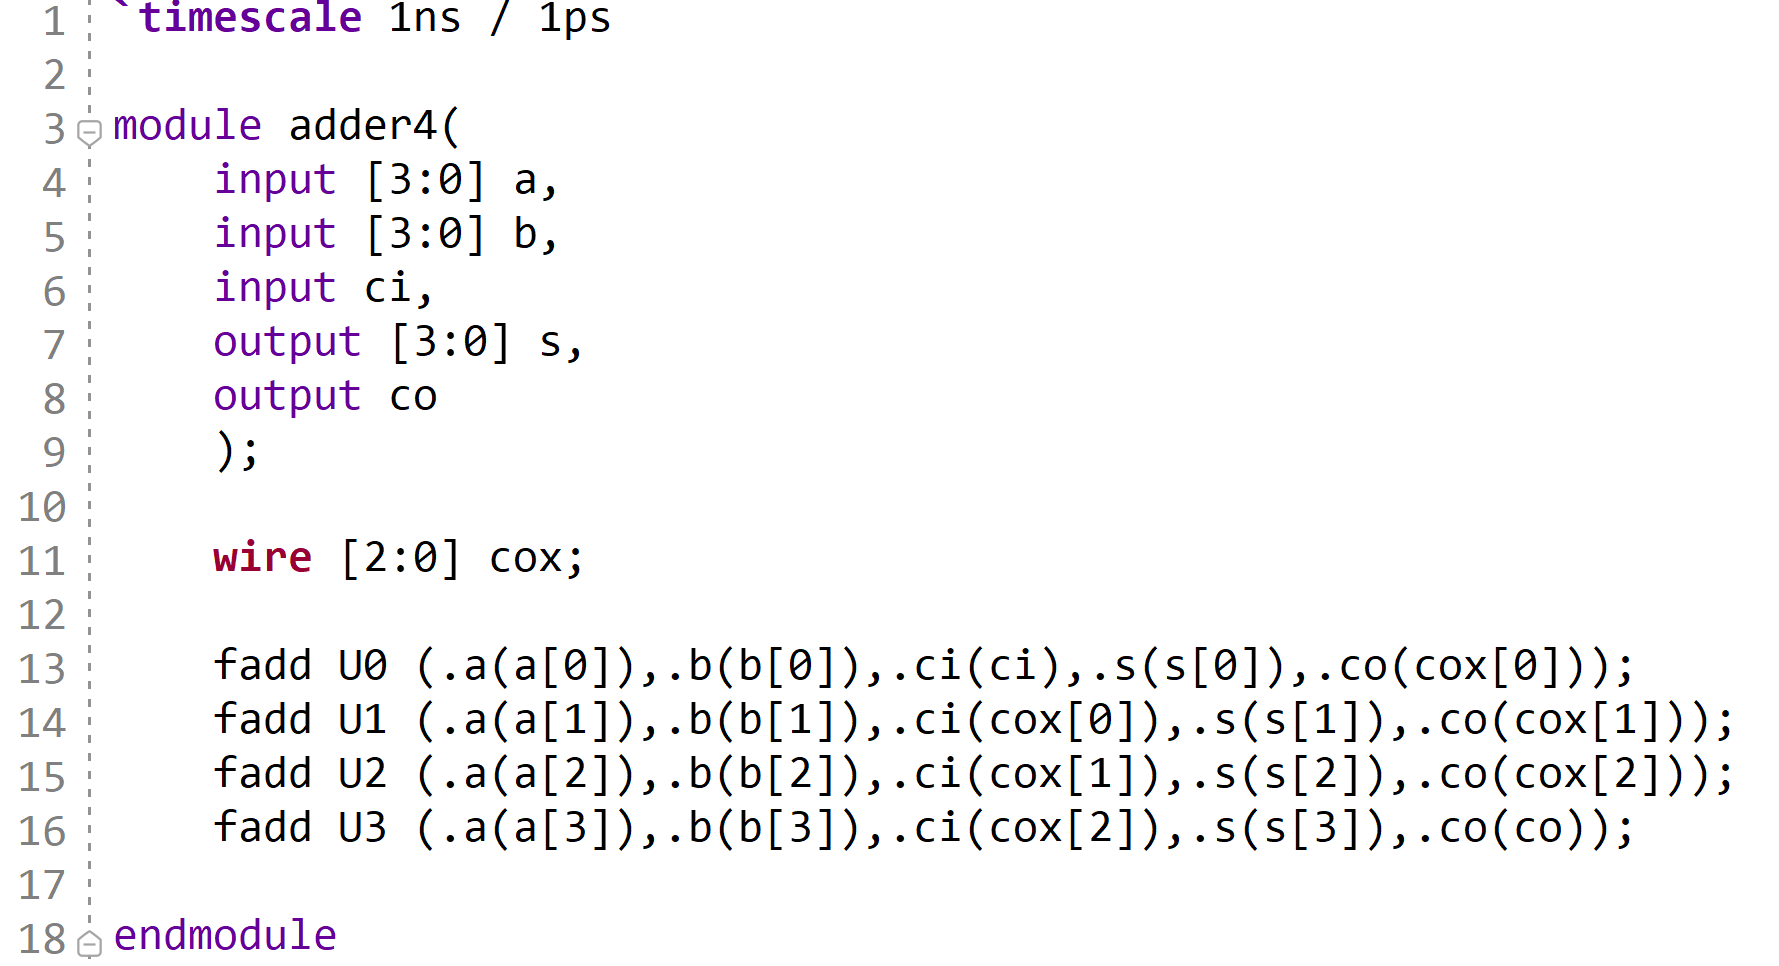 1 `timescale 1ns / 1ps
2
3 module adder4(
4     input [3:0] a,
5     input [3:0] b,
6     input ci,
7     output [3:0] s,
8     output co
9     );
10
11     wire [2:0] cox;
12
13     fadd U0 (.a(a[0]),.b(b[0]),.ci(ci),.s(s[0]),.co(cox[0]));
14     fadd U1 (.a(a[1]),.b(b[1]),.ci(cox[0]),.s(s[1]),.co(cox[1]));
15     fadd U2 (.a(a[2]),.b(b[2]),.ci(cox[1]),.s(s[2]),.co(cox[2]));
16     fadd U3 (.a(a[3]),.b(b[3]),.ci(cox[2]),.s(s[3]),.co(co));
17
18 endmodule